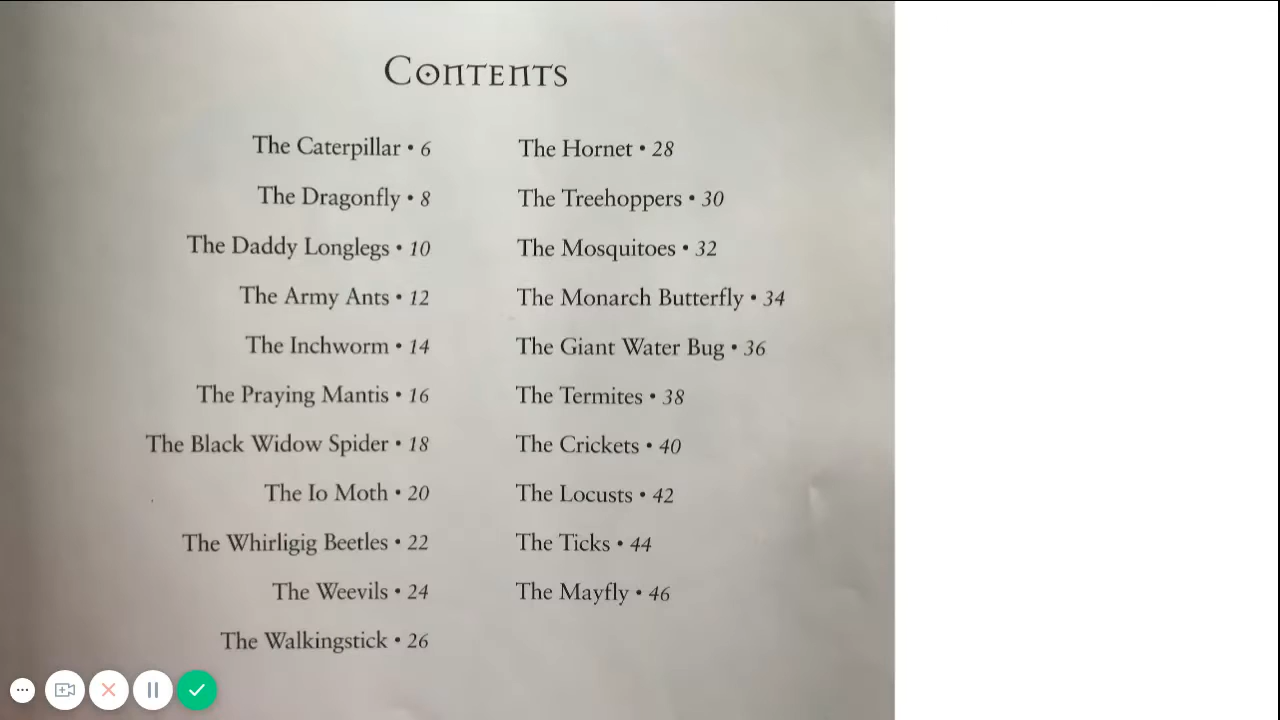 Contents
The Caterpillar • 6
The Dragonfly • 8
The Daddy Longlegs • 10
The Army Ants • 12
The Inchworm • 14
The Praying Mantis • 16
The Black Widow Spider • 18
The Io Moth • 20
The Whirligig Beetles • 22
The Weevils • 24
The Walkingstick • 26
The Hornet • 28
The Treehoppers • 30
The Mosquitoes • 32
The Monarch Butterfly • 34
The Giant Water Bug • 36
The Termites • 38
The Crickets • 40
The Locusts • 42
The Ticks • 44
The Mayfly • 46